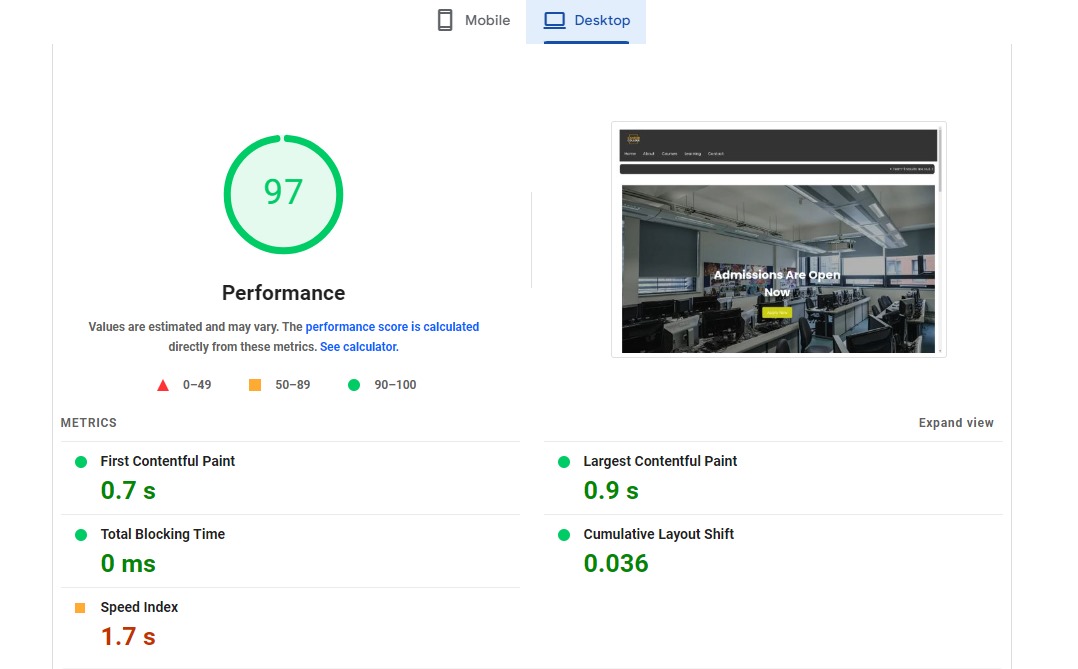 Mobile
Desktop
97
Performance
Values are estimated and may vary. The performance score is calculated
directly from these metrics. See calculator.
0–49
50–89
90–100
Home About Courses Learning Contact
Admissions Are Open
Now
Apply Now
METRICS
Expand view
First Contentful Paint
0.7 s
Largest Contentful Paint
0.9 s
Total Blocking Time
0 ms
Cumulative Layout Shift
0.036
Speed Index
1.7 s